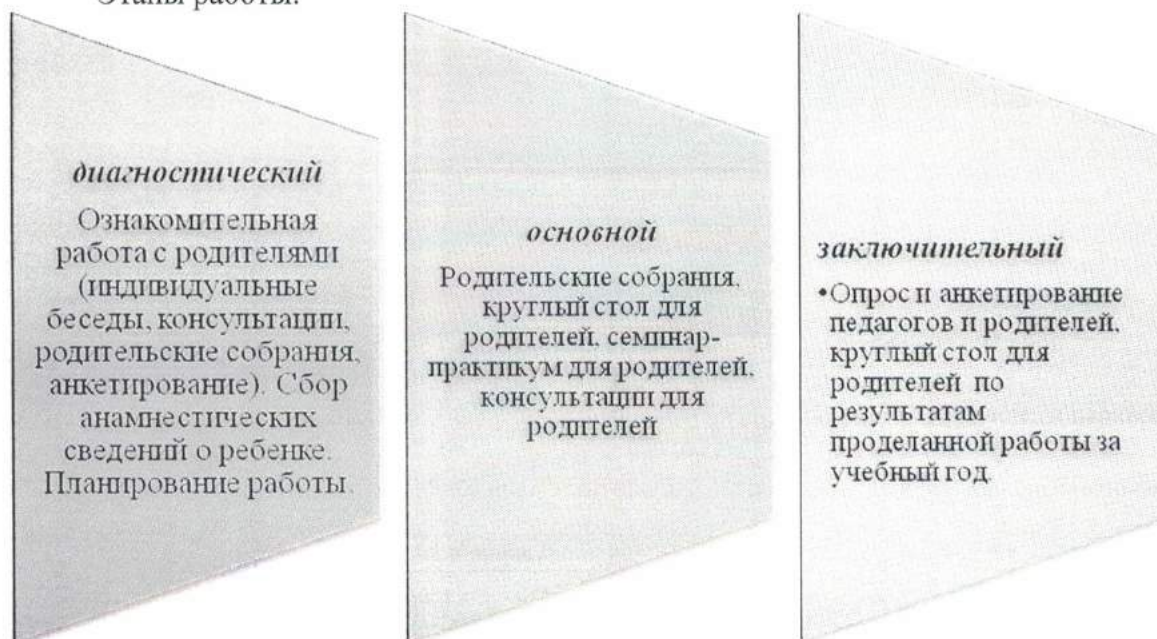 Этапы работы:
диагностический
Ознакомительная
работа с родителями
(индивидуальные
беседы, консультации,
родительские собрания,
анкетирование). Сбор
анамнестических
сведений о ребенке.
Планирование работы.
основной
Родительские собрания,
круглый стол для
родителей, семинар-
практикум для родителей,
консультации для
родителей
заключительный
•Опрос и анкетирование
педагогов и родителей,
круглый стол для
родителей по
результатам
проделанной работы за
учебный год.